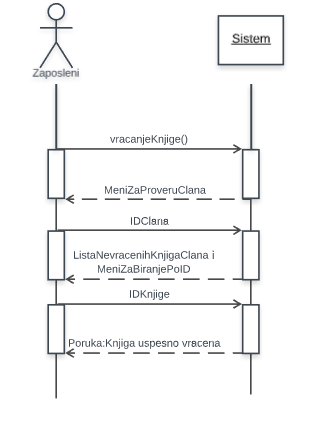 Sistem
Zaposleni
vracanjeKnjige()
MeniZaProveruClana
IDClana
ListaNevracenihKnjigaClana i
MeniZaBiranjePoID
IDKnjige
Poruka:Knjiga uspesno vracena